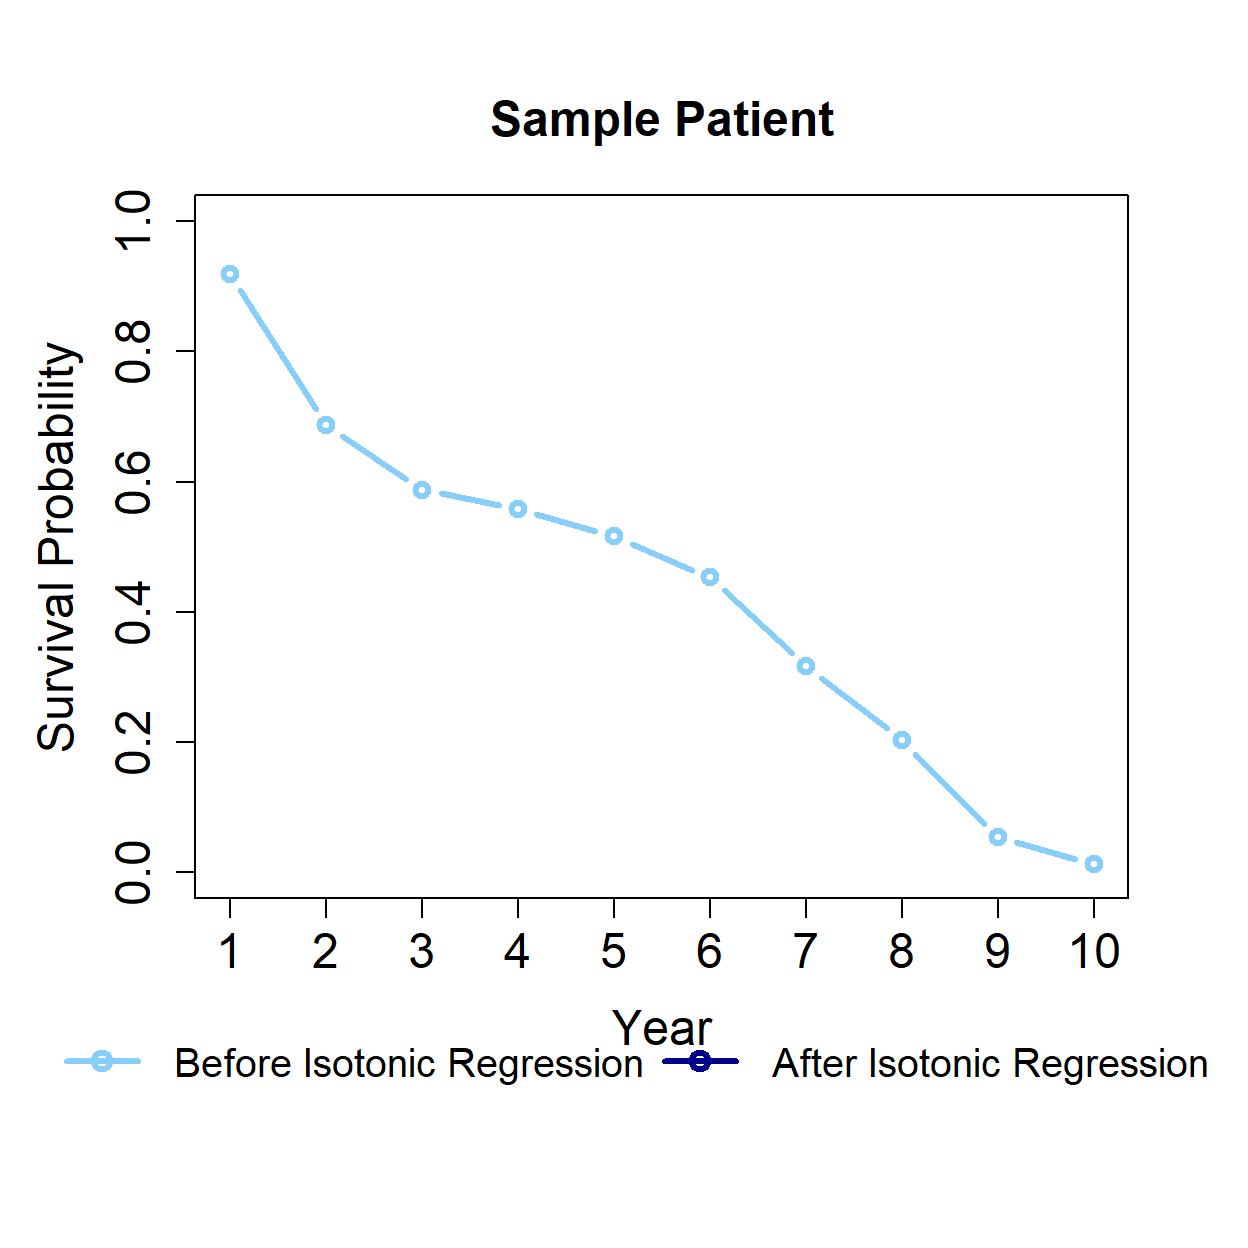 Sample Patient
Survival Probability
1.0
0.8
0.6
0.4
0.2
0.0
1 2 3 4 5 6 7 8 9 10
Year
Before Isotonic Regression After Isotonic Regression